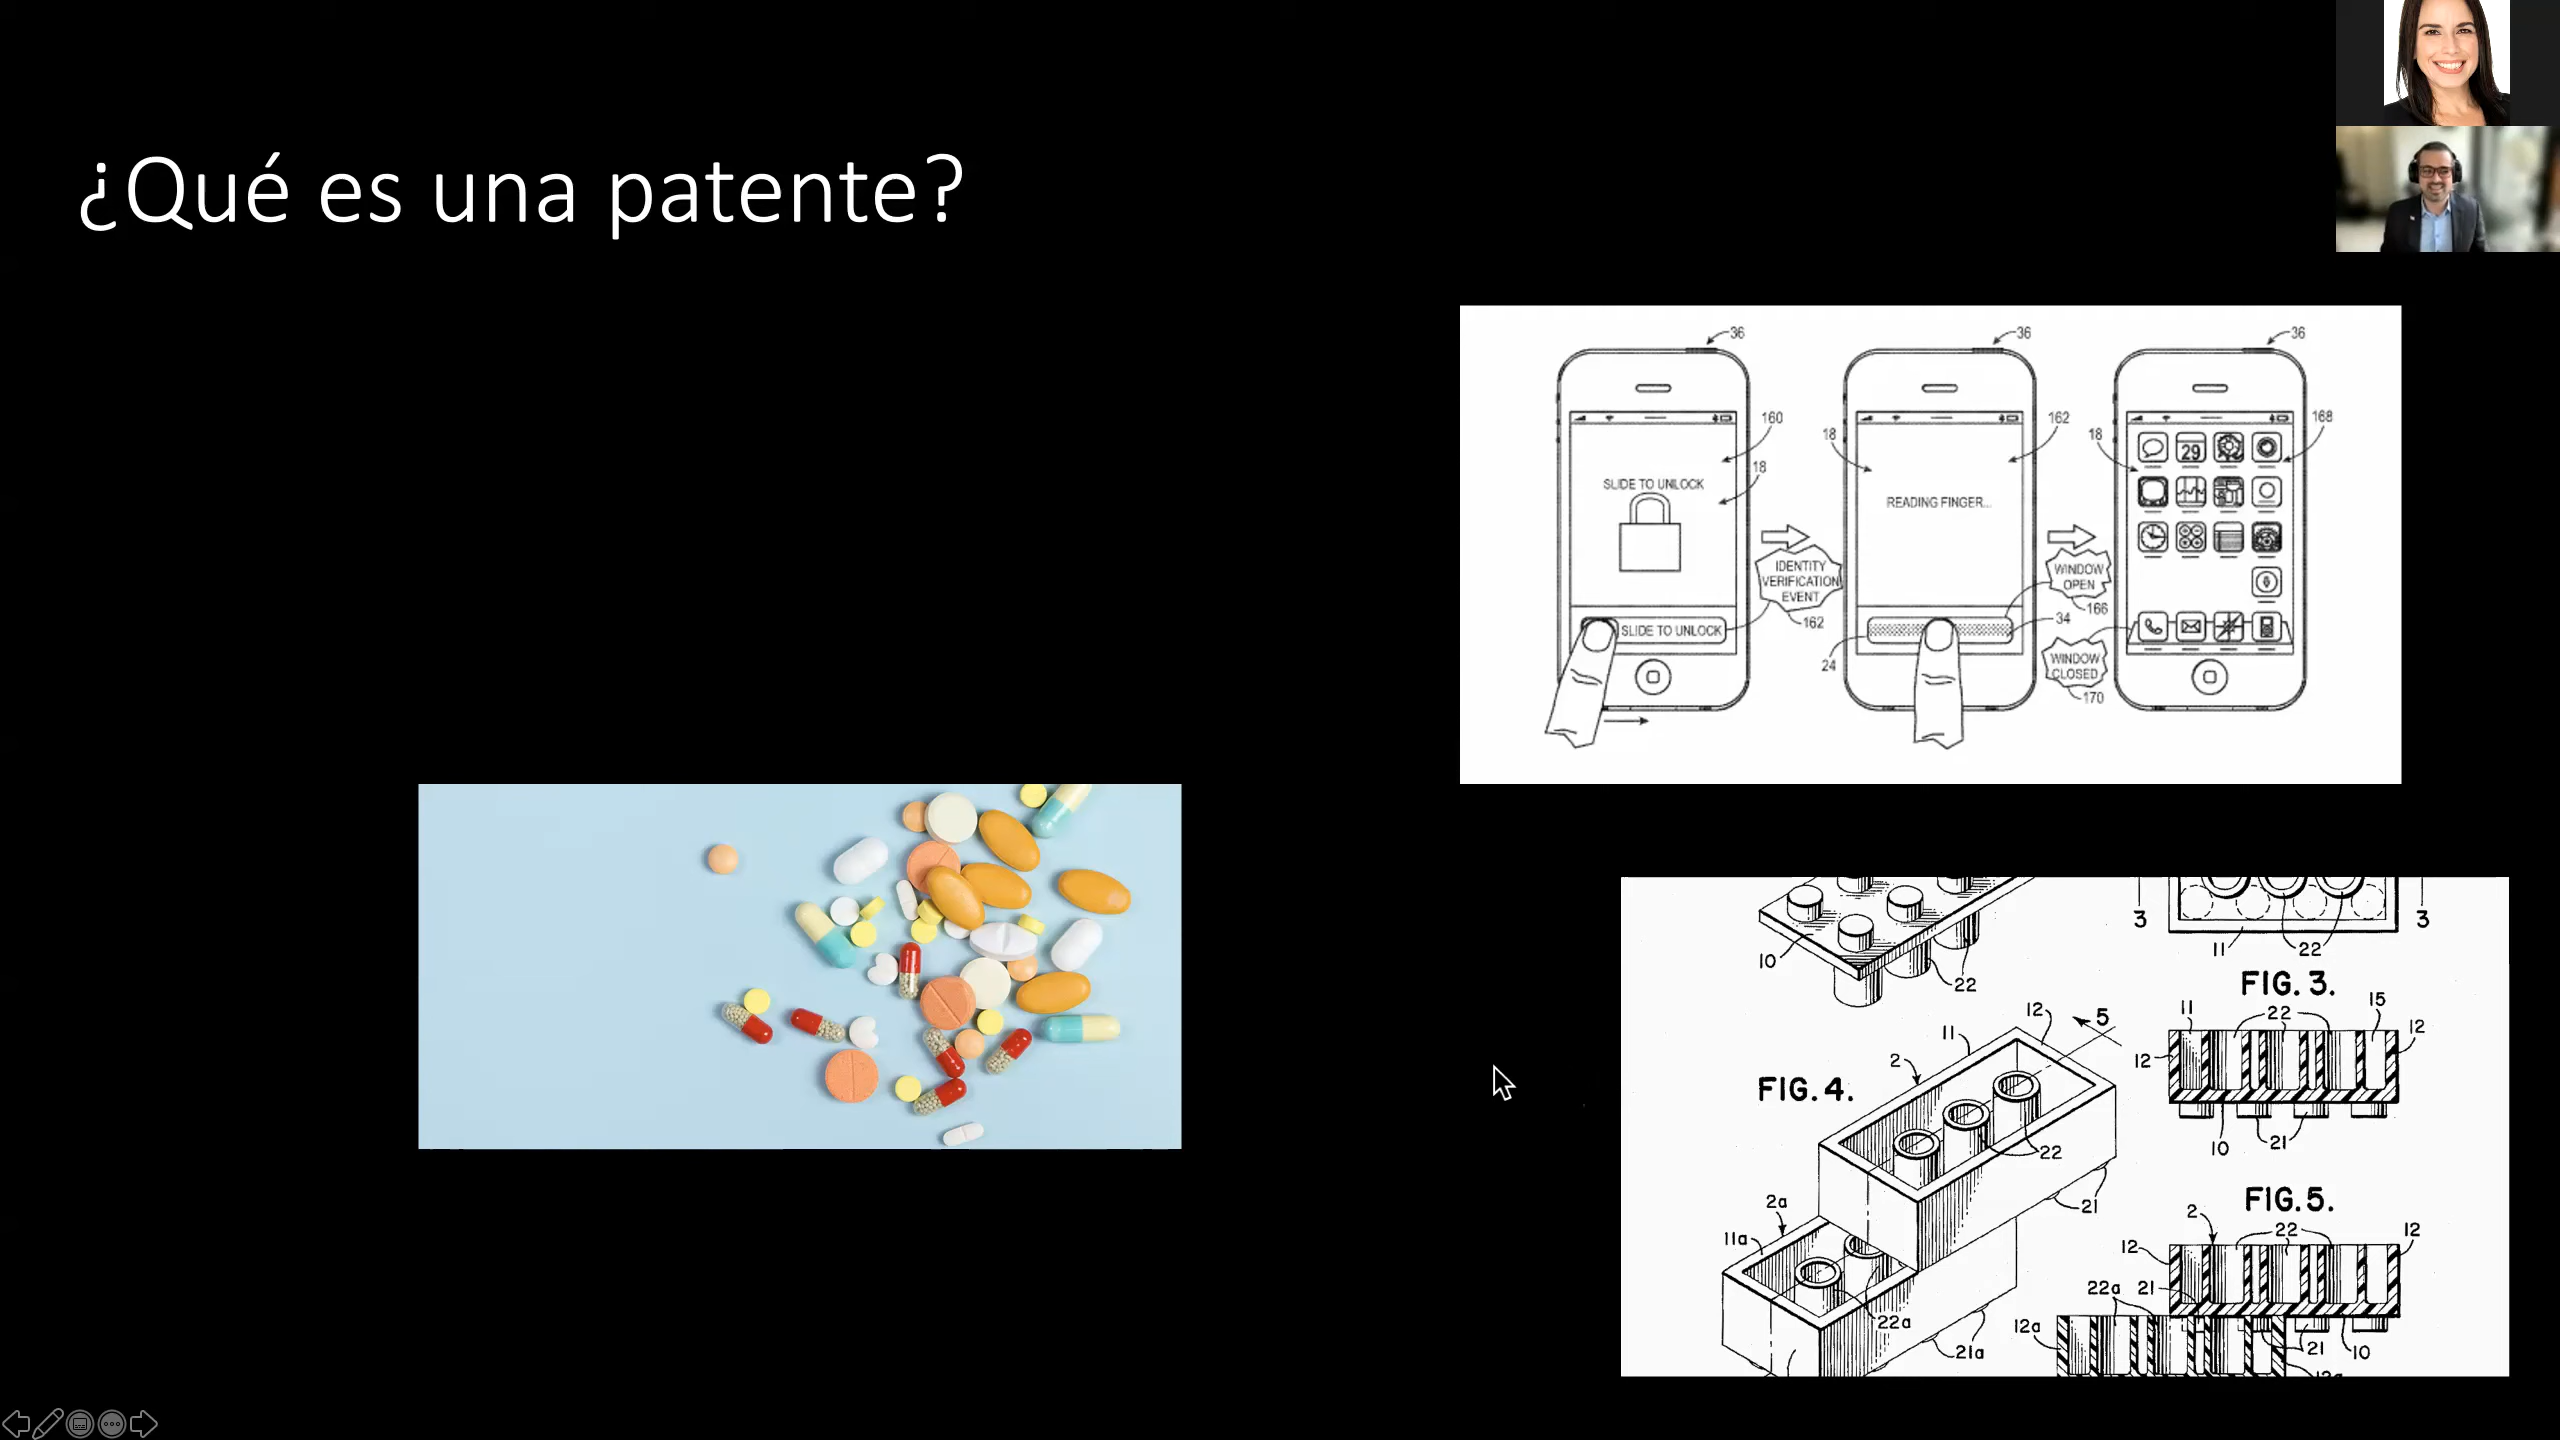 ¿Qué es una patente?
36
36
36
160
162
168
18
18
18
29
SLIDE TO UNLOCK
READING FINGER...
IDENTITY
VERIFICATION
EVENT
WINDOW
OPEN
166
162
34
SLIDE TO UNLOCK
24
WINDOW
CLOSED
170
3
3
10
22
11
22
FIG. 3.
12
11
5
2
11
22
15
12
12
FIG. 4.
22
21
10
21
2a
11a
22a
21a
FIG. 5.
2
22
12
12
22a
21
12a
21
10
12a